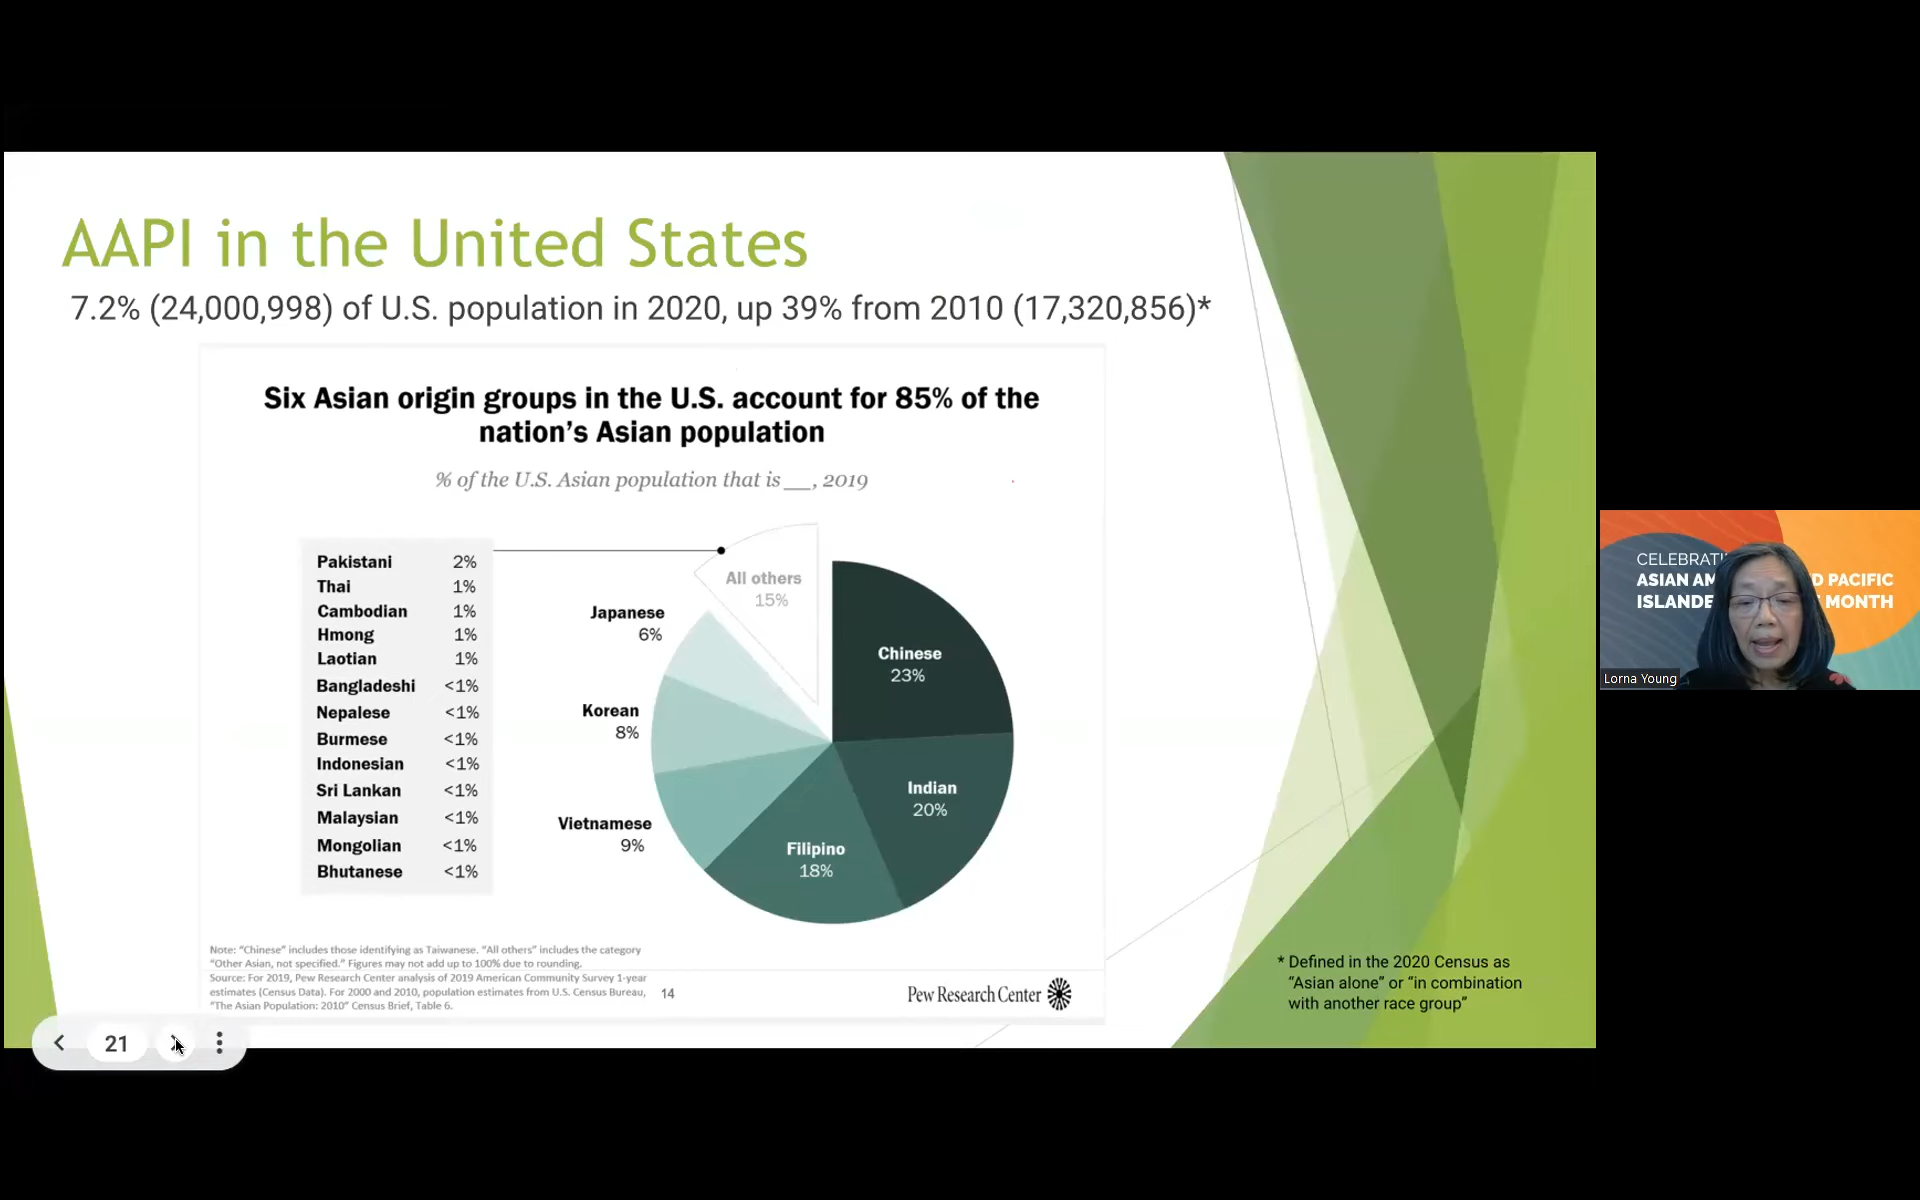 AAPI in the United States
7.2% (24,000,998) of U.S. population in 2020, up 39% from 2010 (17,320,856)*
Six Asian origin groups in the U.S. account for 85% of the
nation's Asian population
% of the U.S. Asian population that is __, 2019
Pakistani 2%
Thai 1%
Cambodian 1%
Hmong 1%
Laotian 1%
Bangladeshi <1%
Nepalese <1%
Burmese <1%
Indonesian <1%
Sri Lankan <1%
Malaysian <1%
Mongolian <1%
Bhutanese <1%
All others
15%
Japanese
6%
Korean
8%
Vietnamese
9%
Filipino
18%
Indian
20%
Chinese
23%
Note: "Chinese" includes those identifying as Taiwanese. "All others" includes the category
"Other Asian, not specified." Figures may not add up to 100% due to rounding.
Source: For 2019, Pew Research Center analysis of 2019 American Community Survey 1-year
estimates (Census Data). For 2000 and 2010, population estimates from U.S. Census Bureau,
"The Asian Population: 2010" Census Brief, Table 6.
14
Pew Research Center
* Defined in the 2020 Census as
"Asian alone" or "in combination
with another race group"
21
CELEBRATI
ASIAN AM D PACIFIC
ISLANDE MONTH
Lorna Young